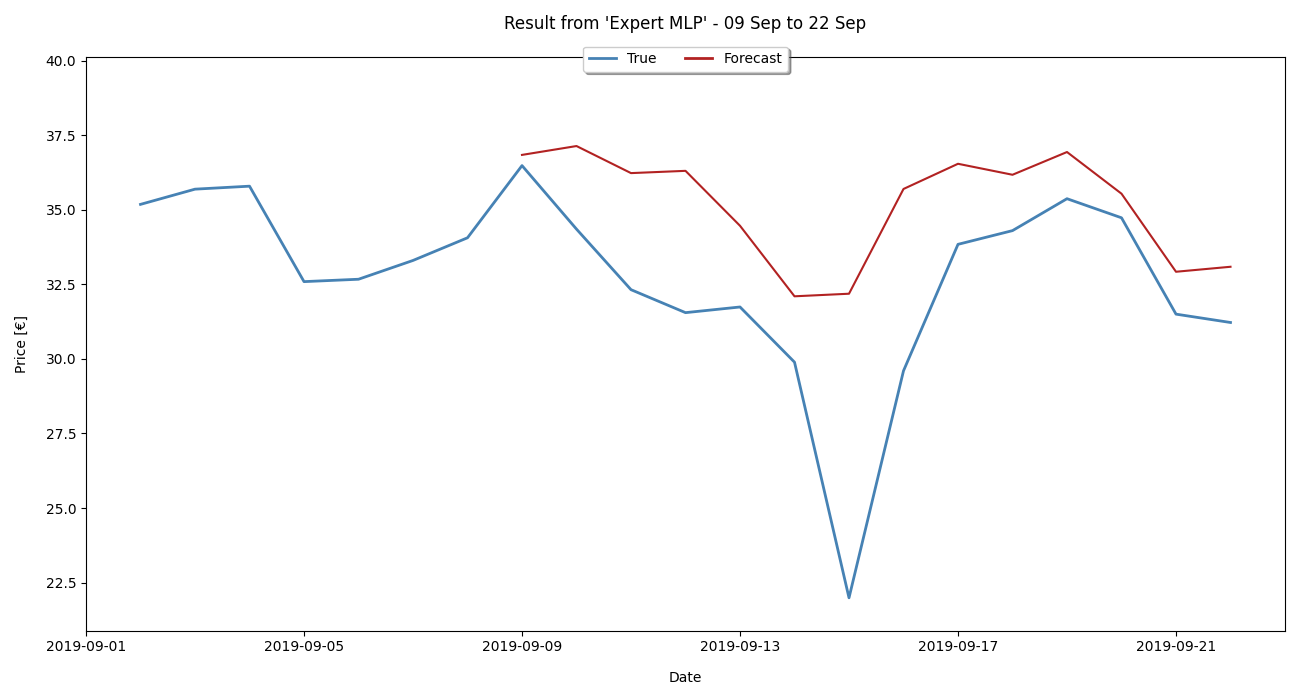 Result from 'Expert MLP' - 09 Sep to 22 Sep
True
Forecast
40.0
37.5
35.0
32.5
30.0
27.5
25.0
22.5
Price [€]
2019-09-01
2019-09-05
2019-09-09
2019-09-13
2019-09-17
2019-09-21
Date